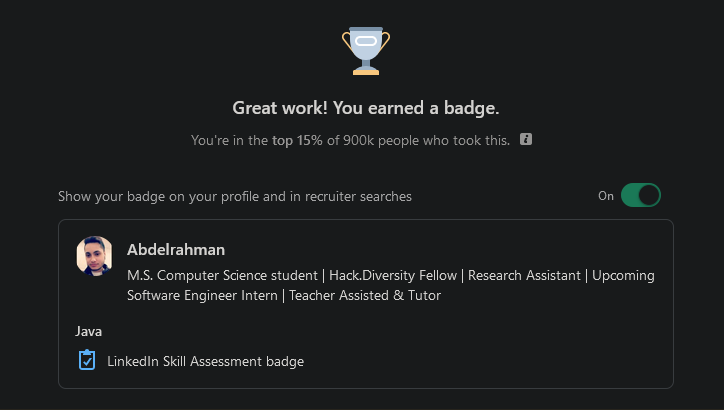 Great work! You earned a badge.
You're in the top 15% of 900k people who took this.
Show your badge on your profile and in recruiter searches
On
Abdelrahman
M.S. Computer Science student | Hack.Diversity Fellow | Research Assistant | Upcoming
Software Engineer Intern | Teacher Assisted & Tutor
Java
LinkedIn Skill Assessment badge